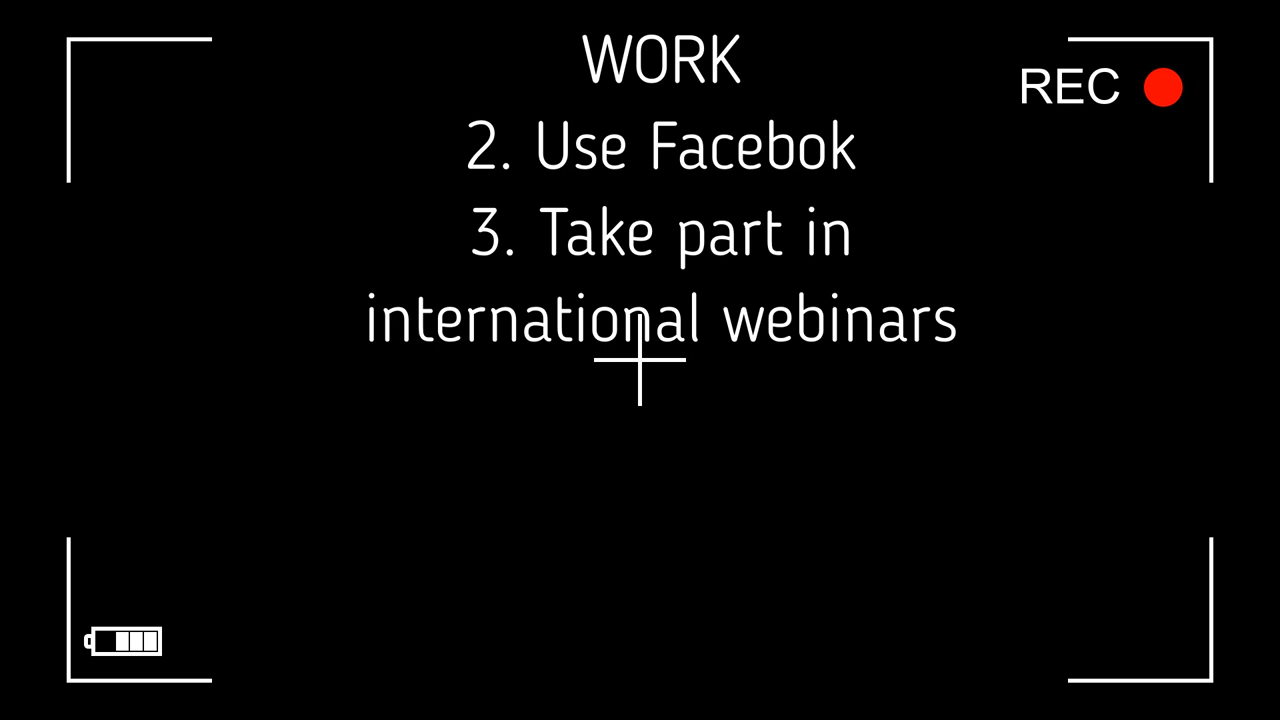 WORK
REC
2. Use Facebok
3. Take part in
international webinars